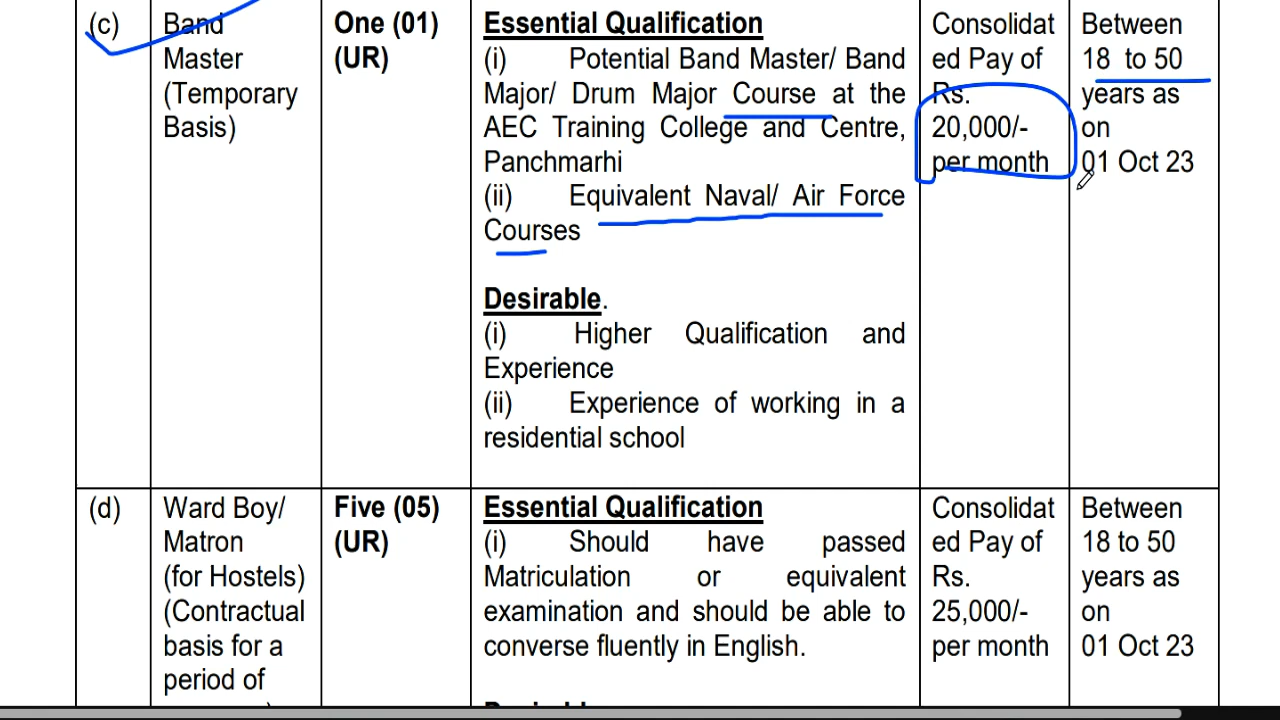 (c)
Band
Master
(Temporary
Basis)
One (01)
(UR)
Essential Qualification
(i) Potential Band Master/ Band
Major/ Drum Major Course at the
AEC Training College and Centre,
Panchmarhi
(ii) Equivalent Naval/ Air Force
Courses
Desirable.
(i) Higher Qualification and
Experience
(ii) Experience of working in a
residential school
Consolidat
ed Pay of
Rs.
20,000/-
per month
Between
18 to 50
years as
on
01 Oct 23
(d)
Ward Boy/
Matron
(for Hostels)
(Contractual
basis for a
period of
Five (05)
(UR)
Essential Qualification
(i) Should have passed
Matriculation or equivalent
examination and should be able to
converse fluently in English.
Consolidat
ed Pay of
Rs.
25,000/-
per month
Between
18 to 50
years as
on
01 Oct 23